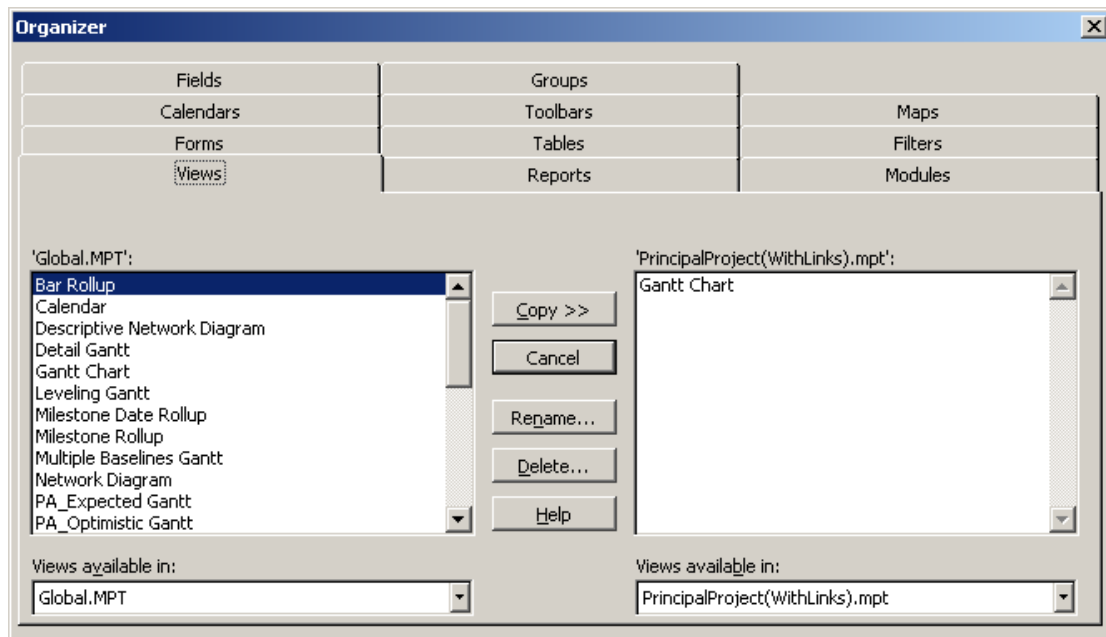 Organizer
Fields Groups
Calendars Toolbars Maps
Forms Tables Filters
Views Reports Modules
'Global.MPT':
Bar Rollup
Calendar
Descriptive Network Diagram
Detail Gantt
Gantt Chart
Leveling Gantt
Milestone Date Rollup
Milestone Rollup
Multiple Baselines Gantt
Network Diagram
PA_Expected Gantt
PA_Optimistic Gantt
Views available in:
Global.MPT
Copy >>
Cancel
Rename...
Delete...
Help
'PrincipalProject(WithLinks).mpt':
Gantt Chart
Views available in:
PrincipalProject(WithLinks).mpt